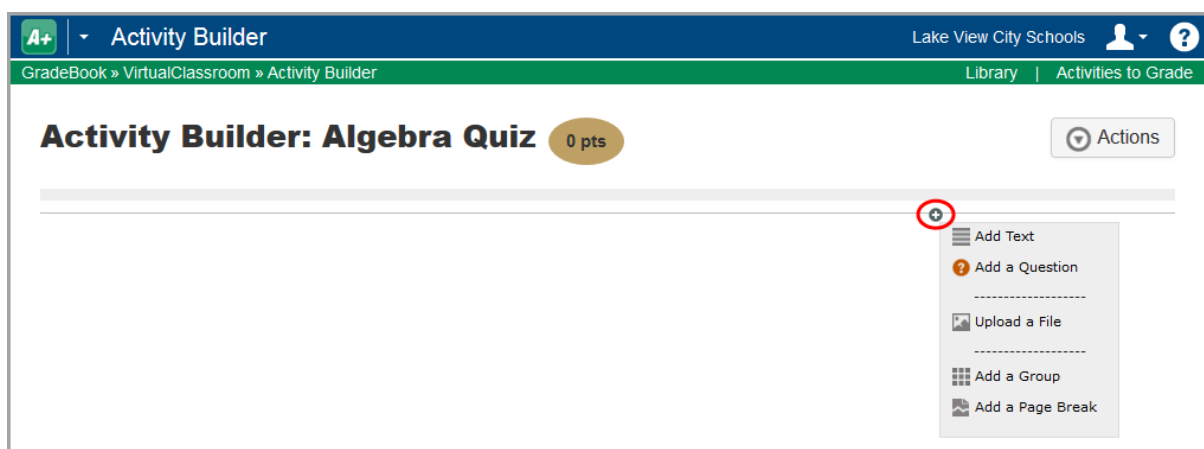 A+ Activity Builder Lake View City Schools ?
GradeBook » VirtualClassroom » Activity Builder Library | Activities to Grade
Activity Builder: Algebra Quiz 0 pts Actions
Add Text
? Add a Question
-------------------
Upload a File
-------------------
Add a Group
Add a Page Break